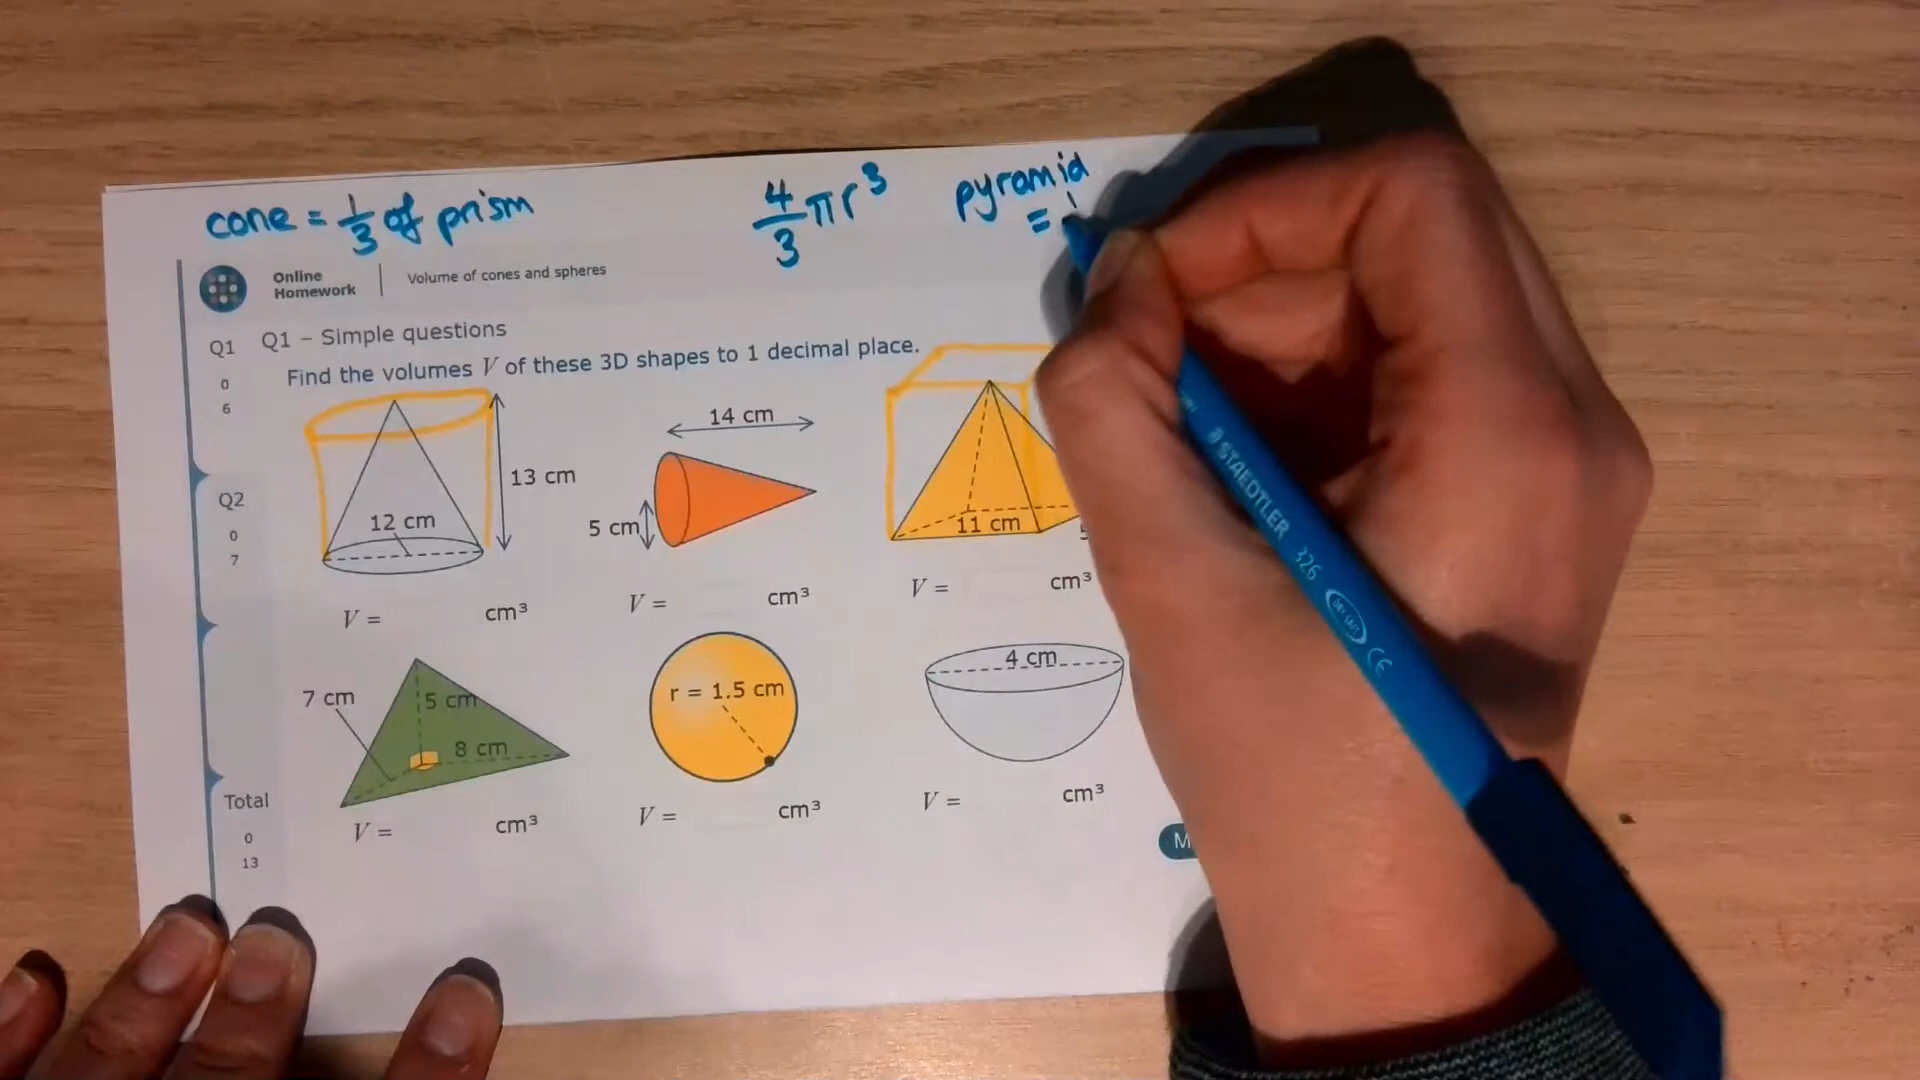 cone = 1/3 of prism
4/3 πr³
pyramid
=
Online
Homework
Volume of cones and spheres
Q1
0
6
Q2
0
7
Total
0
13
Q1 – Simple questions
Find the volumes V of these 3D shapes to 1 decimal place.
12 cm
13 cm
V = cm³
14 cm
5 cm
V = cm³
11 cm
V = cm³
7 cm
5 cm
8 cm
V = cm³
r = 1.5 cm
V = cm³
4 cm
V = cm³
STAEDTLER 326
DRY SAFE
CE